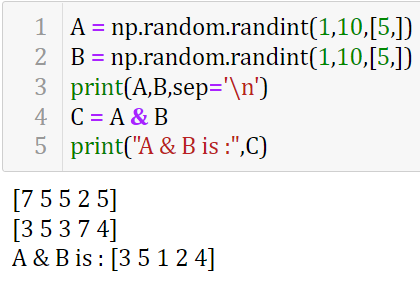 1 A = np.random.randint(1,10,[5,])
2 B = np.random.randint(1,10,[5,])
3 print(A,B,sep='\n')
4 C = A & B
5 print("A & B is :",C)
[7 5 5 2 5]
[3 5 3 7 4]
A & B is : [3 5 1 2 4]